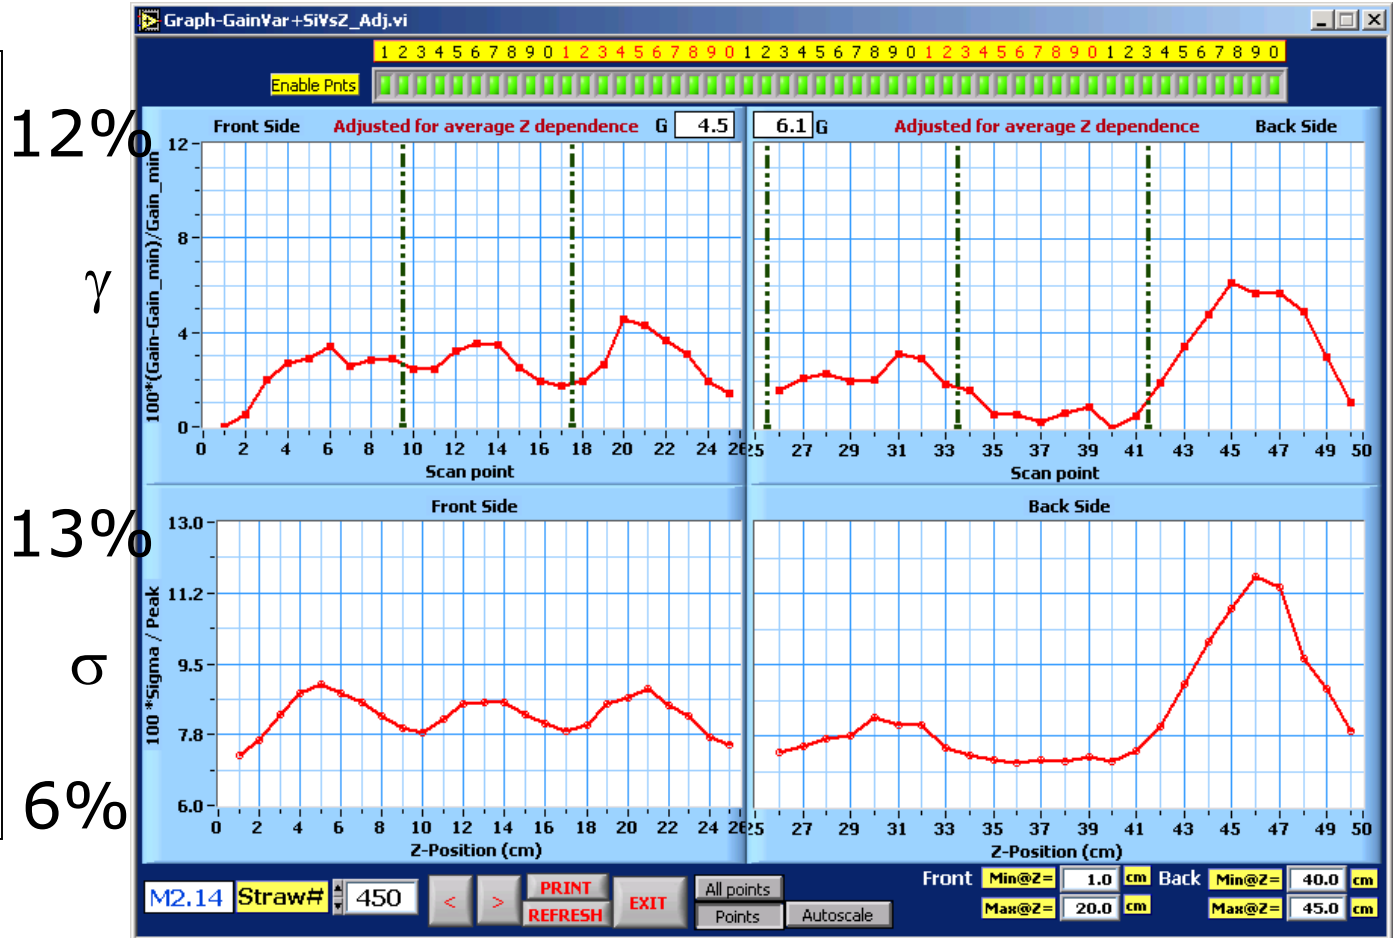 Graph-GainVar+SiVsZ_Adj.vi
1 2 3 4 5 6 7 8 9 0 1 2 3 4 5 6 7 8 9 0 1 2 3 4 5 6 7 8 9 0 1 2 3 4 5 6 7 8 9 0 1 2 3 4 5 6 7 8 9 0
Enable Pnts
12%
γ
13%
σ
6%
Front Side Adjusted for average Z dependence G 4.5
100*(Gain-Gain_min)/Gain_min
12
8
4
0
0 2 4 6 8 10 12 14 16 18 20 22 24 26
Scan point
6.1 G Adjusted for average Z dependence Back Side
25 27 29 31 33 35 37 39 41 43 45 47 49 50
Scan point
Front Side
100 *Sigma / Peak
13.0
11.2
9.5
7.8
6.0
0 2 4 6 8 10 12 14 16 18 20 22 24 26
Z-Position (cm)
Back Side
25 27 29 31 33 35 37 39 41 43 45 47 49 50
Z-Position (cm)
M2.14 Straw# 450
< > PRINT
REFRESH
EXIT
All points
Points Autoscale
Front Min@Z= 1.0 cm Back Min@Z= 40.0 cm
Max@Z= 20.0 cm Max@Z= 45.0 cm